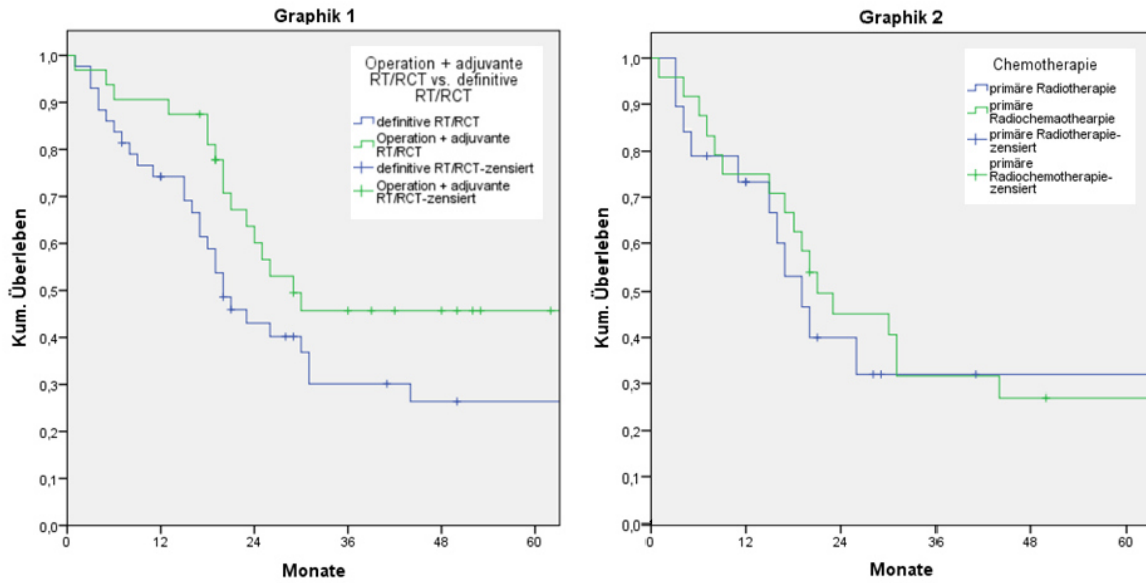 Graphik 1
Kum. Überleben
1,0
0,9
0,8
0,7
0,6
0,5
0,4
0,3
0,2
0,1
0,0
Operation + adjuvante
RT/RCT vs. definitive
RT/RCT
definitive RT/RCT
Operation + adjuvante
RT/RCT
definitive RT/RCT-zensiert
Operation + adjuvante
RT/RCT-zensiert
0 12 24 36 48 60
Monate
Graphik 2
Kum. Überleben
1,0
0,9
0,8
0,7
0,6
0,5
0,4
0,3
0,2
0,1
0,0
Chemotherapie
primäre Radiotherapie
primäre
Radiochemaothearpie
primäre Radiotherapie-
zensiert
primäre
Radiochemotherapie-
zensiert
0 12 24 36 48 60
Monate